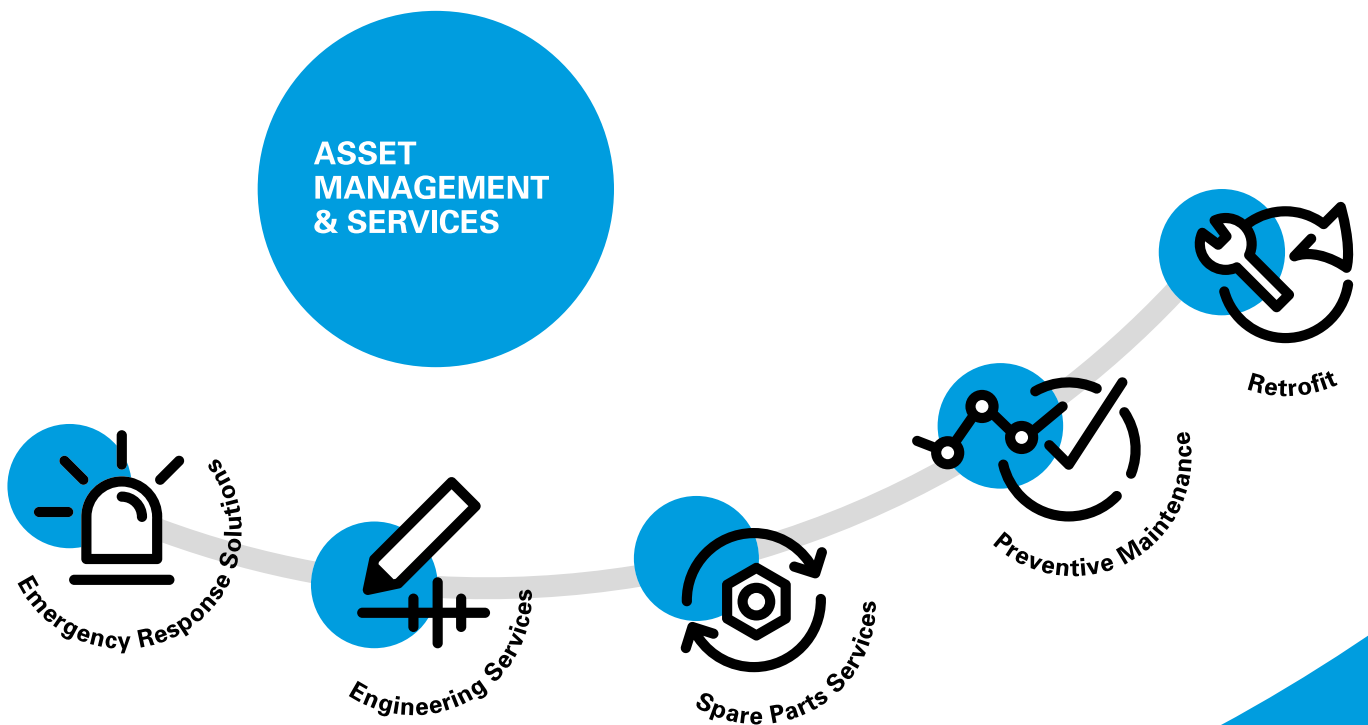 ASSET
MANAGEMENT
& SERVICES
Emergency Response Solutions
Engineering Services
Spare Parts Services
Preventive Maintenance
Retrofit